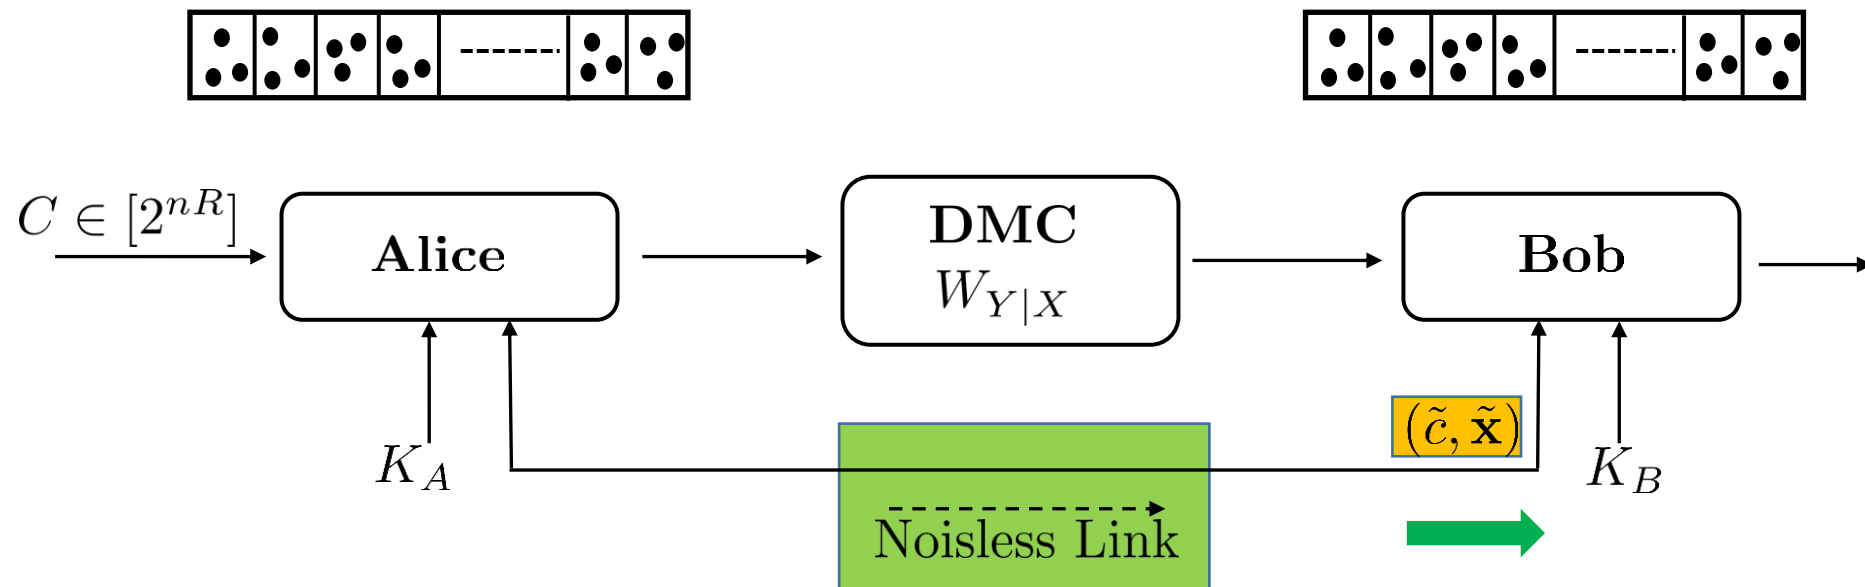 C ∈ [2^{nR}]
Alice
DMC
W_{Y|X}
Bob
K_A
(c̃, x̃)
K_B
Noisless Link